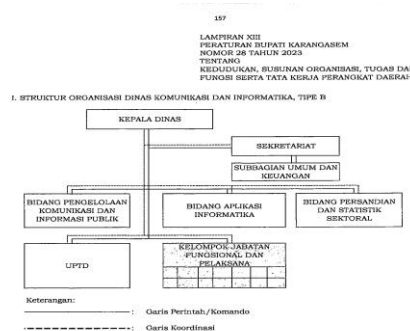 157
LAMPIRAN XIII
PERATURAN BUPATI KARANGASEM
NOMOR 28 TAHUN 2023
TENTANG
KEDUDUKAN, SUSUNAN ORGANISASI, TUGAS DAN
FUNGSI SERTA TATA KERJA PERANGKAT DAERAH
I. STRUKTUR ORGANISASI DINAS KOMUNIKASI DAN INFORMATIKA, TIPE B
KEPALA DINAS
SEKRETARIAT
SUBBAGIAN UMUM DAN
KEUANGAN
BIDANG PENGELOLAAN
KOMUNIKASI DAN
INFORMASI PUBLIK
BIDANG APLIKASI
INFORMATIKA
BIDANG PERSANDIAN
DAN STATISTIK
SEKTORAL
UPTD
KELOMPOK JABATAN
FUNGSIONAL DAN
PELAKSANA
Keterangan:
: Garis Perintah/Komando
: Garis Koordinasi